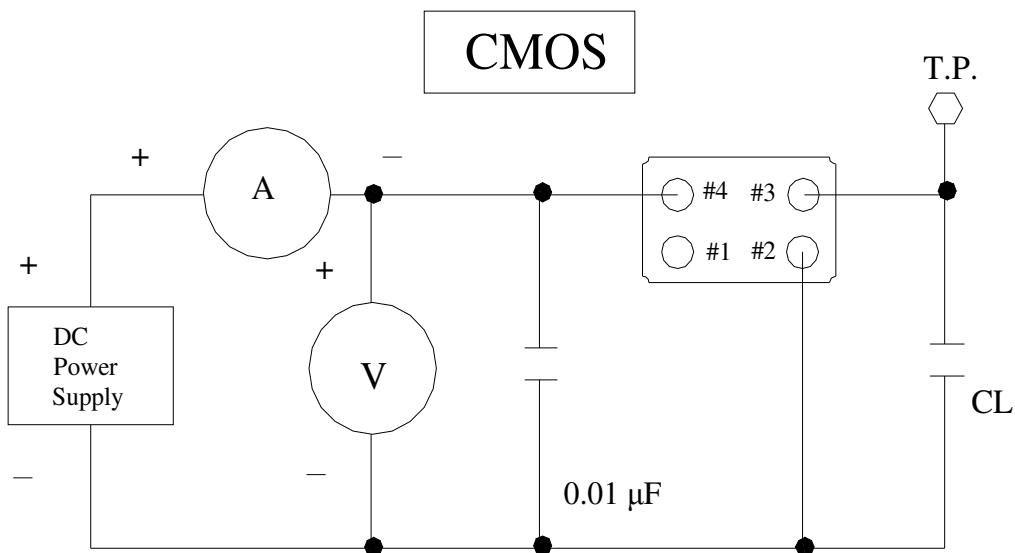 CMOS
T.P.
+
–
A
#4 #3
+
+
#1 #2
DC
Power
Supply
V
CL
–
–
0.01 μF